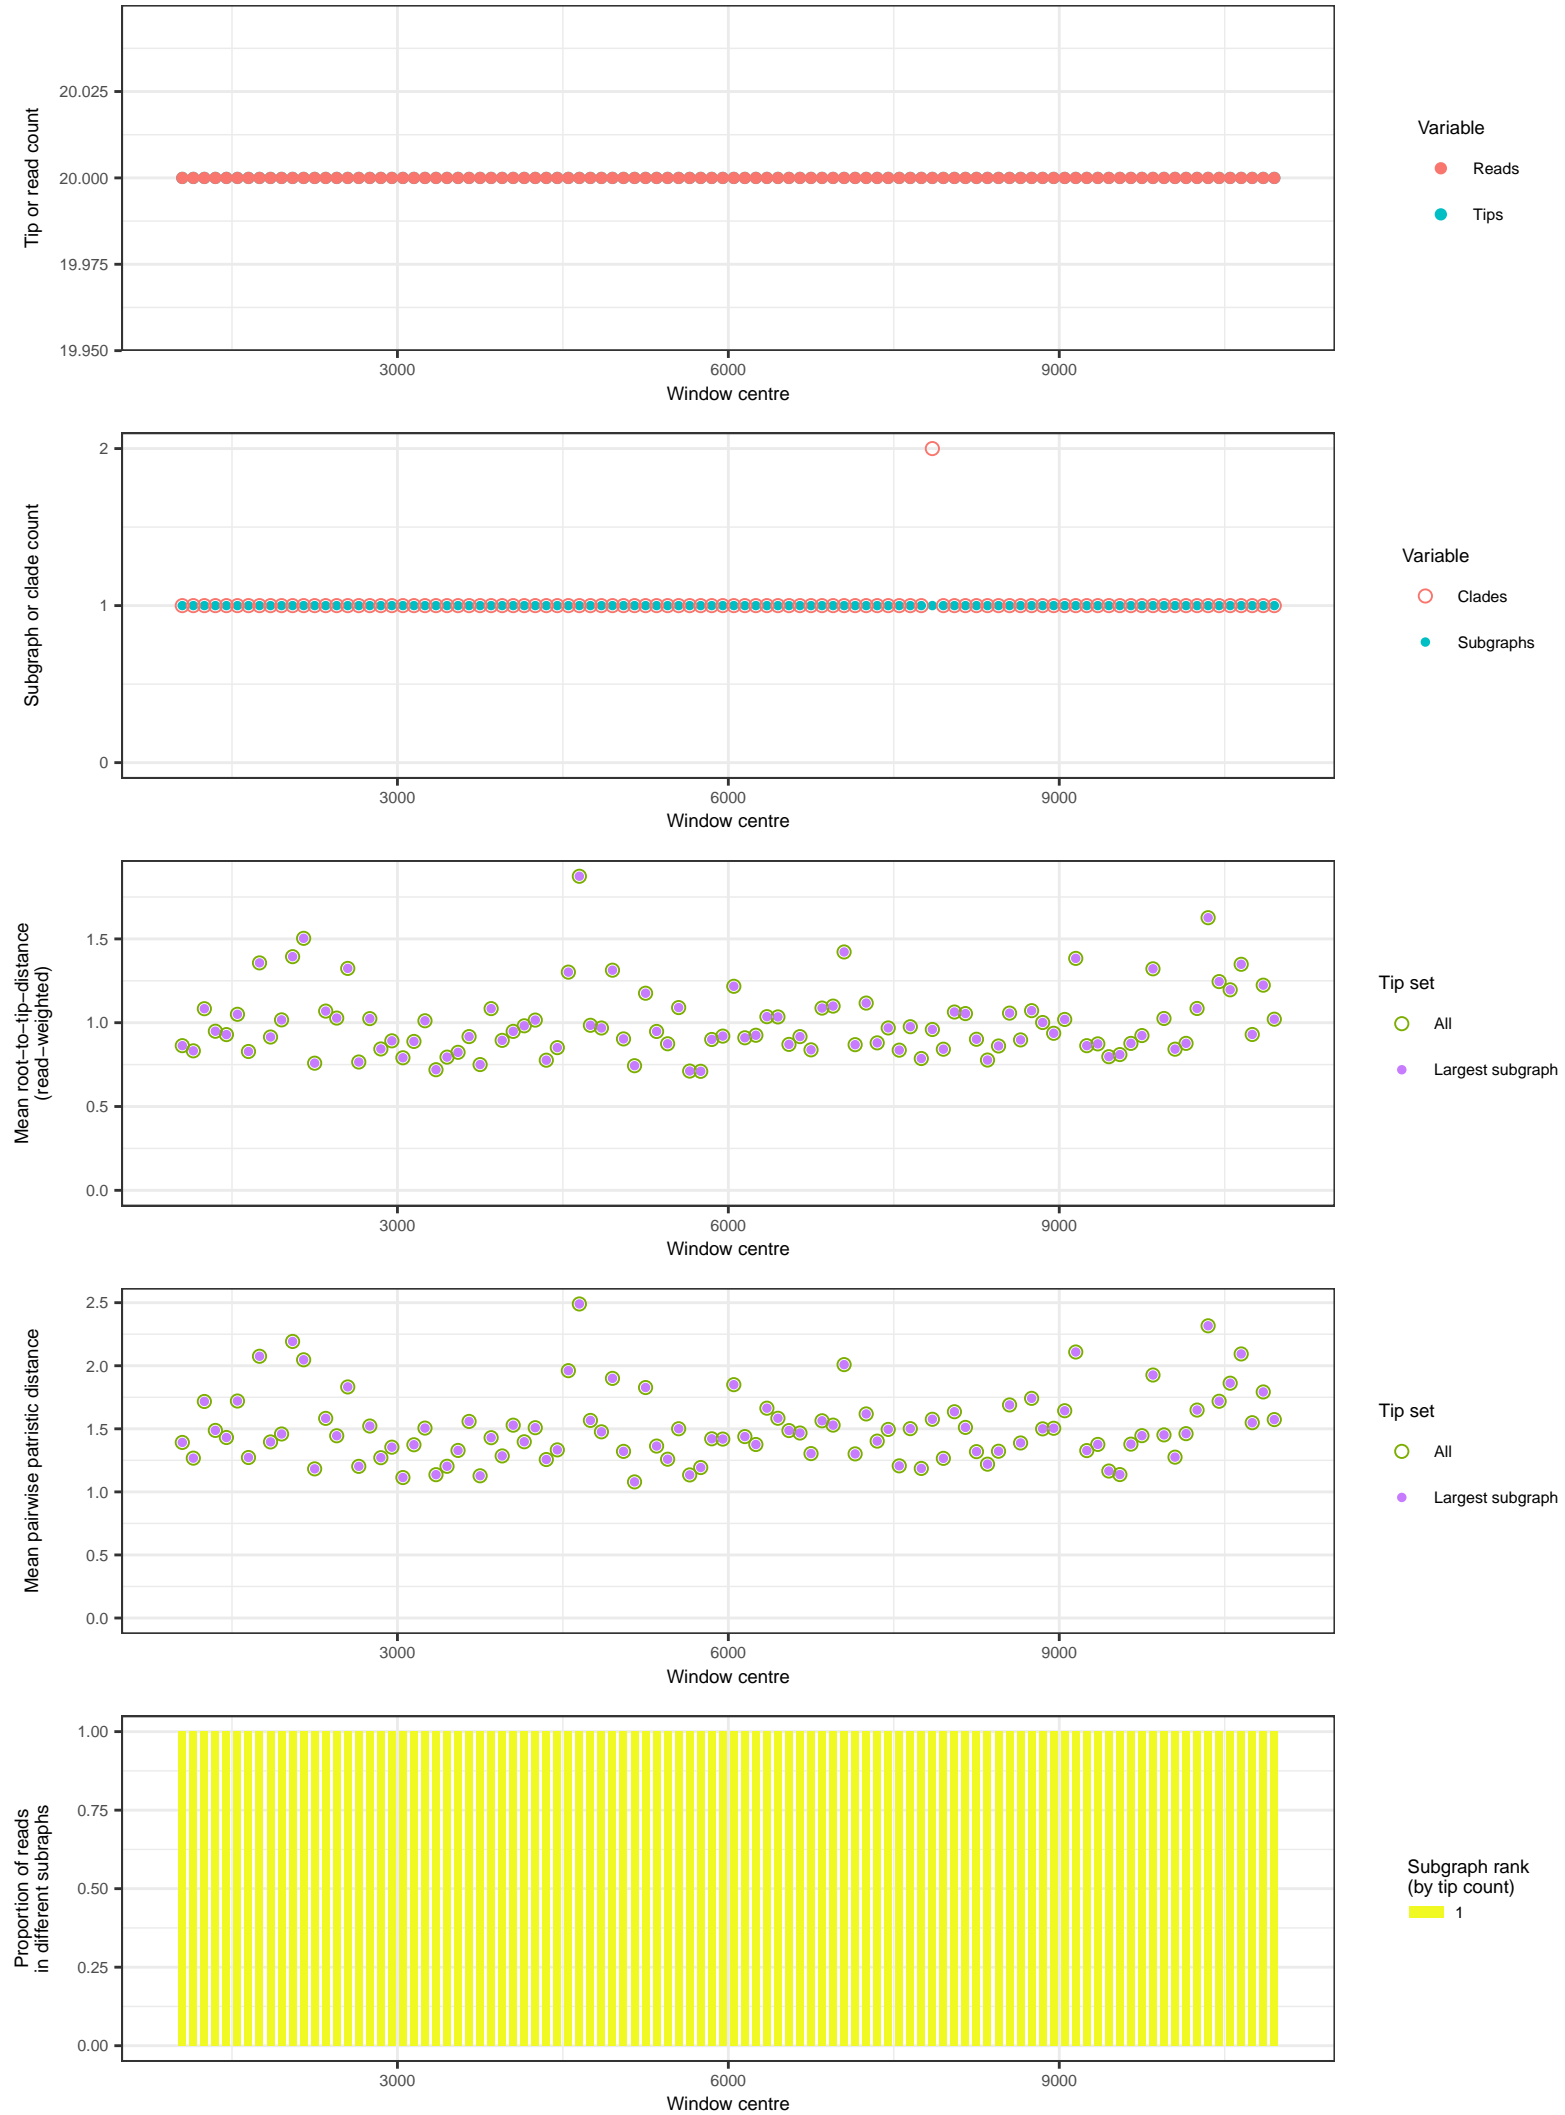 Tip or read count
20.025
20.000
19.975
19.950
3000
6000
9000
Window centre
Variable
Reads
Tips
Subgraph or clade count
2
1
0
3000
6000
9000
Window centre
Variable
Clades
Subgraphs
Mean root−to−tip−distance
(read−weighted)
1.5
1.0
0.5
0.0
3000
6000
9000
Window centre
Tip set
All
Largest subgraph
Mean pairwise patristic distance
2.5
2.0
1.5
1.0
0.5
0.0
3000
6000
9000
Window centre
Tip set
All
Largest subgraph
Proportion of reads
in different subraphs
1.00
0.75
0.50
0.25
0.00
3000
6000
9000
Window centre
Subgraph rank
(by tip count)
1